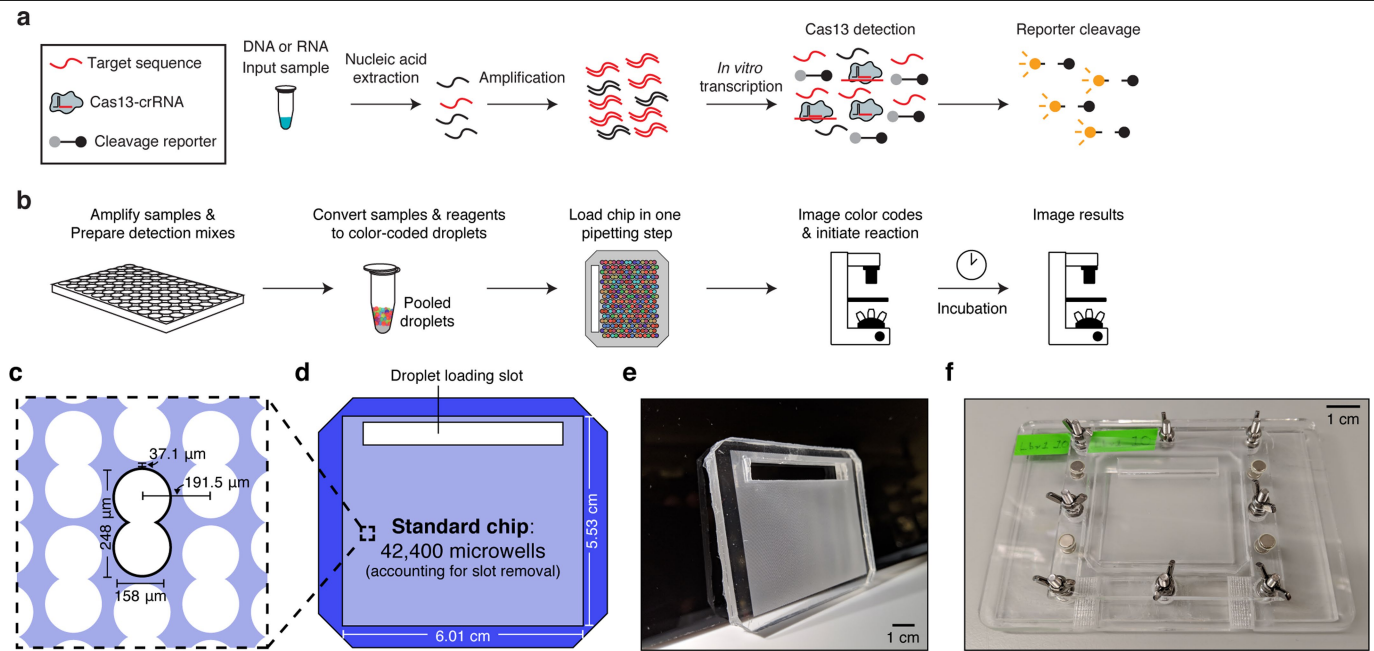 a
Target sequence
Cas13-crRNA
Cleavage reporter
DNA or RNA
Input sample
Nucleic acid
extraction
Amplification
In vitro
transcription
Cas13 detection
Reporter cleavage
b
Amplify samples &
Prepare detection mixes
Convert samples & reagents
to color-coded droplets
Pooled
droplets
Load chip in one
pipetting step
Image color codes
& initiate reaction
Incubation
Image results
c
37.1 µm
191.5 µm
248 µm
158 µm
d
Droplet loading slot
Standard chip:
42,400 microwells
(accounting for slot removal)
5.53 cm
6.01 cm
e
1 cm
f
1 cm